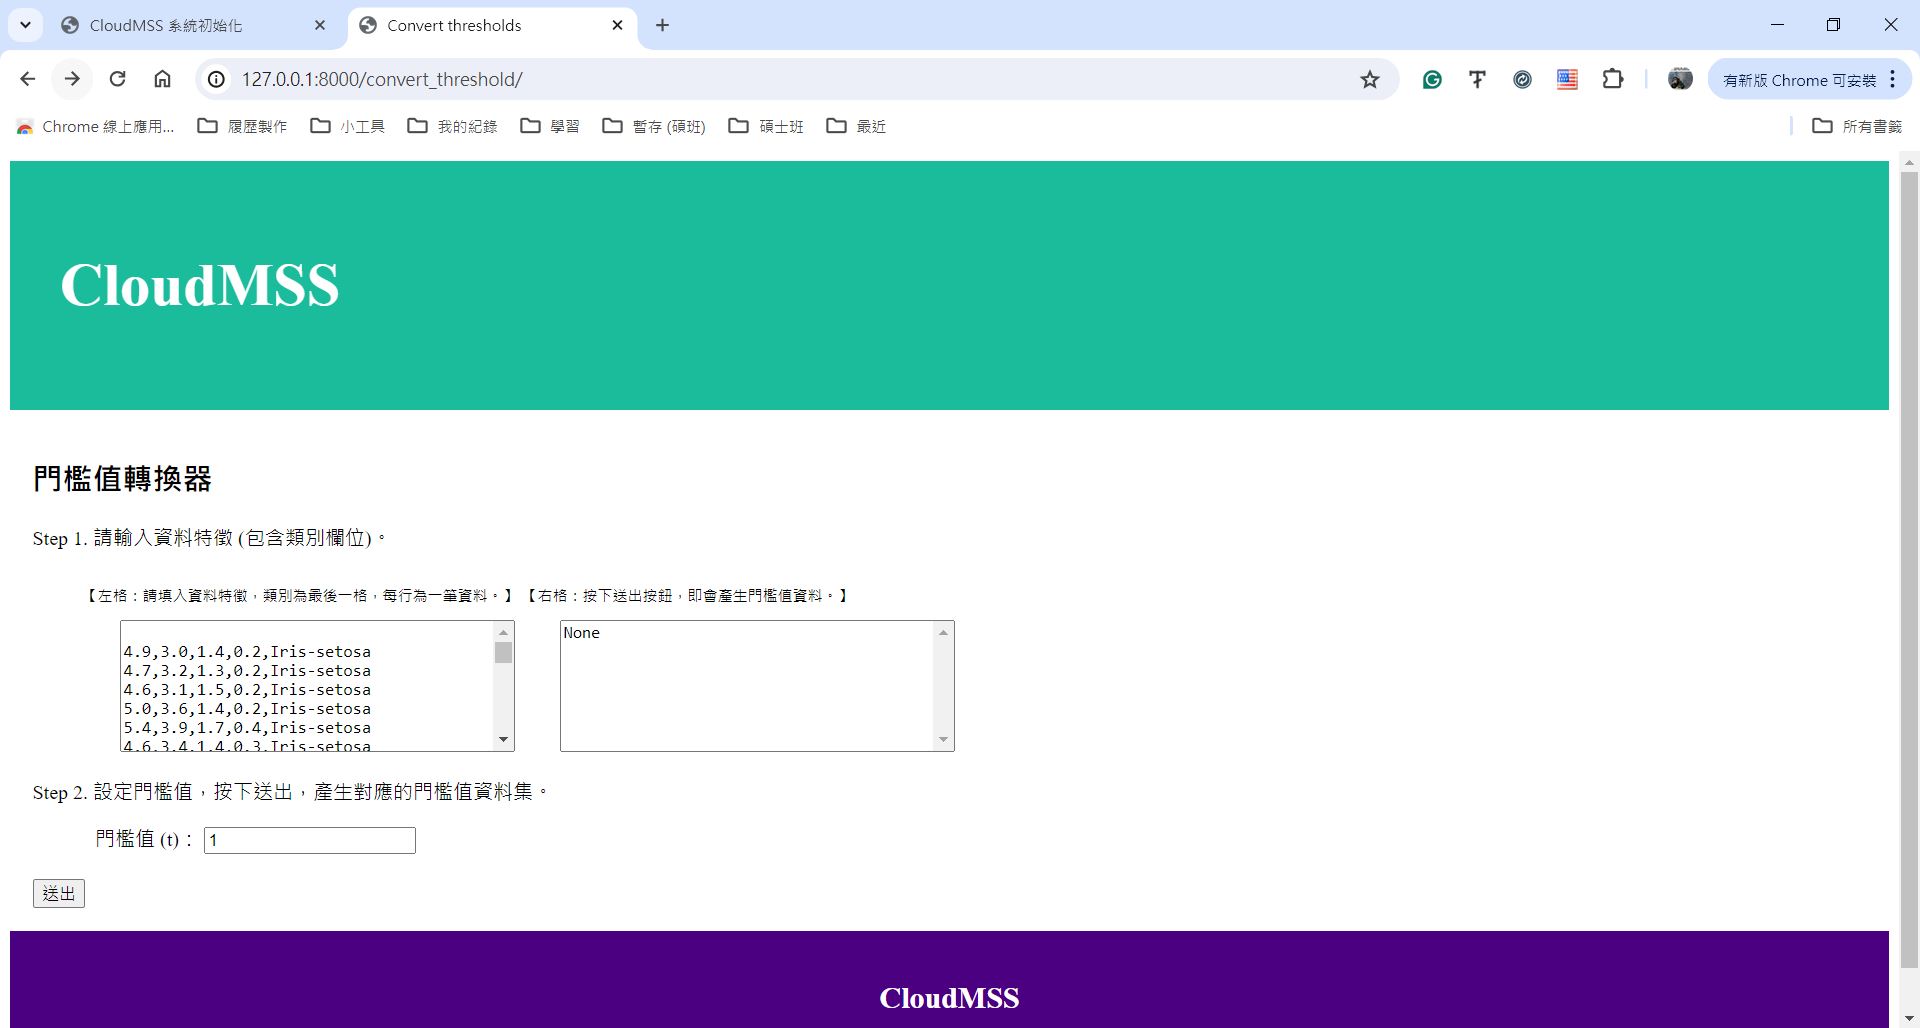 CloudMSS 系統初始化
Convert thresholds
127.0.0.1:8000/convert_threshold/
有新版 Chrome 可安裝
Chrome 線上應用...
履歷製作
小工具
我的紀錄
學習
暫存 (碩班)
碩士班
最近
所有書籤
CloudMSS
門檻值轉換器
Step 1. 請輸入資料特徵 (包含類別欄位)。
【左格：請填入資料特徵，類別為最後一格，每行為一筆資料。】【右格：按下送出按鈕，即會產生門檻值資料。】
4.9,3.0,1.4,0.2,Iris-setosa
4.7,3.2,1.3,0.2,Iris-setosa
4.6,3.1,1.5,0.2,Iris-setosa
5.0,3.6,1.4,0.2,Iris-setosa
5.4,3.9,1.7,0.4,Iris-setosa
4.6,3.4,1.4,0.3,Iris-setosa
None
Step 2. 設定門檻值，按下送出，產生對應的門檻值資料集。
門檻值 (t)： 1
送出
CloudMSS